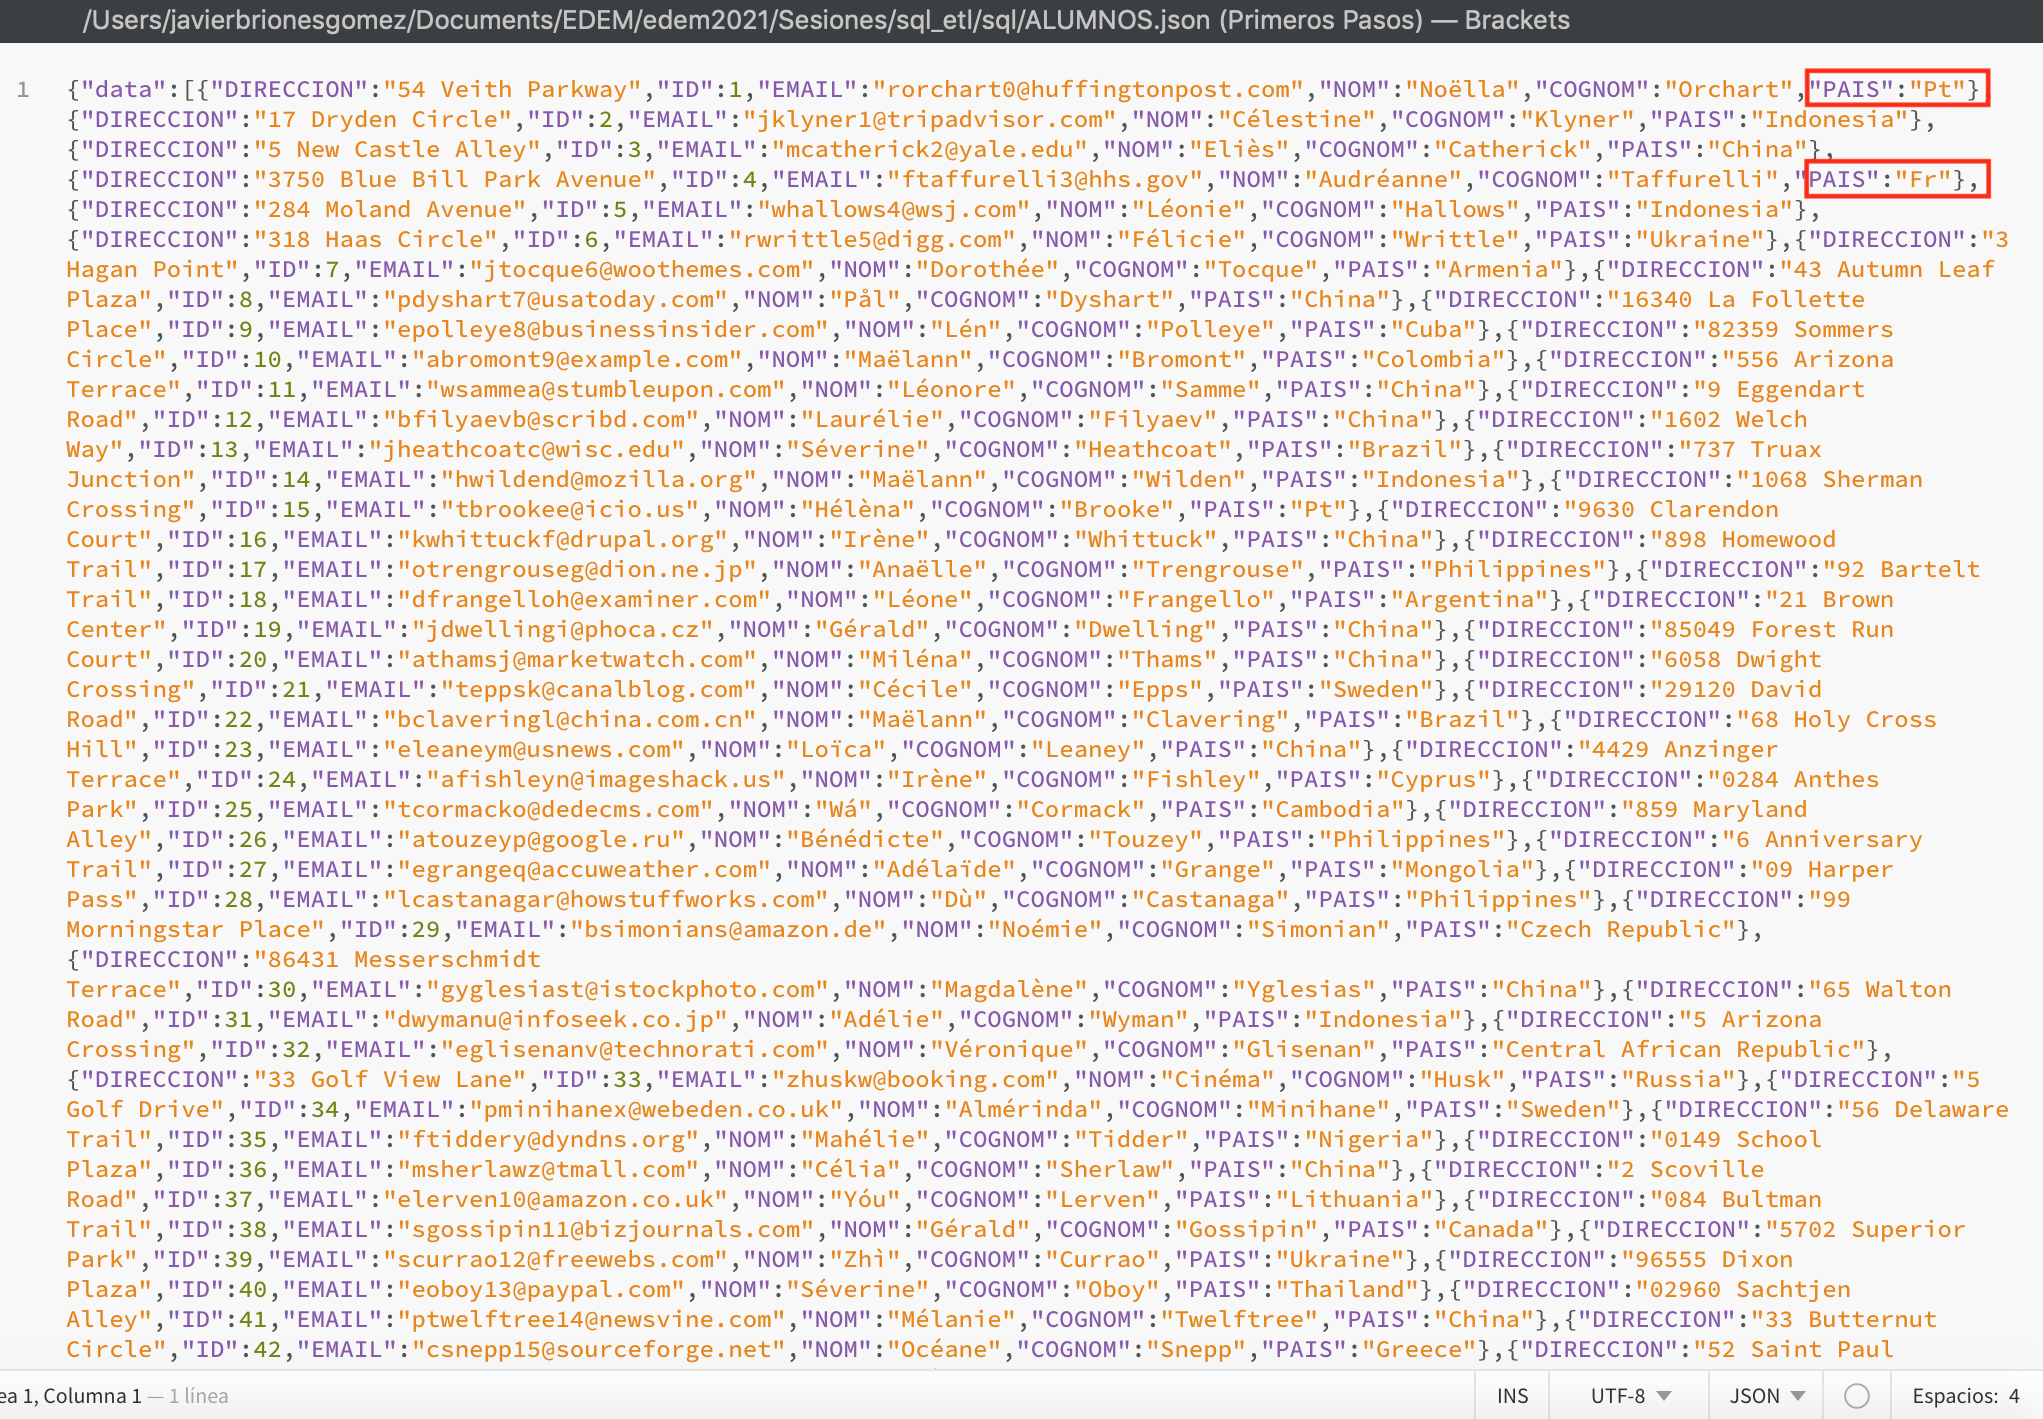 /Users/javierbrionesgomez/Documents/EDEM/edem2021/Sesiones/sql_etl/sql/ALUMNOS.json (Primeros Pasos) — Brackets
1 {"data":[{"DIRECCION":"54 Veith Parkway","ID":1,"EMAIL":"rorchart0@huffingtonpost.com","NOM":"Noëlla","COGNOM":"Orchart","PAIS":"Pt"},
{"DIRECCION":"17 Dryden Circle","ID":2,"EMAIL":"jklyner1@tripadvisor.com","NOM":"Célestine","COGNOM":"Klyner","PAIS":"Indonesia"},
{"DIRECCION":"5 New Castle Alley","ID":3,"EMAIL":"mcatherick2@yale.edu","NOM":"Eliès","COGNOM":"Catherick","PAIS":"China"},
{"DIRECCION":"3750 Blue Bill Park Avenue","ID":4,"EMAIL":"ftaffurelli3@hhs.gov","NOM":"Audréanne","COGNOM":"Taffurelli","PAIS":"Fr"},
{"DIRECCION":"284 Moland Avenue","ID":5,"EMAIL":"whallows4@wsj.com","NOM":"Léonie","COGNOM":"Hallows","PAIS":"Indonesia"},
{"DIRECCION":"318 Haas Circle","ID":6,"EMAIL":"rwrittle5@digg.com","NOM":"Félicie","COGNOM":"Writtle","PAIS":"Ukraine"},{"DIRECCION":"3
Hagan Point","ID":7,"EMAIL":"jtocque6@woothemes.com","NOM":"Dorothée","COGNOM":"Tocque","PAIS":"Armenia"},{"DIRECCION":"43 Autumn Leaf
Plaza","ID":8,"EMAIL":"pdyshart7@usatoday.com","NOM":"Pål","COGNOM":"Dyshart","PAIS":"China"},{"DIRECCION":"16340 La Follette
Place","ID":9,"EMAIL":"epolleye8@businessinsider.com","NOM":"Lén","COGNOM":"Polleye","PAIS":"Cuba"},{"DIRECCION":"82359 Sommers
Circle","ID":10,"EMAIL":"abromont9@example.com","NOM":"Maëlann","COGNOM":"Bromont","PAIS":"Colombia"},{"DIRECCION":"556 Arizona
Terrace","ID":11,"EMAIL":"wsammea@stumbleupon.com","NOM":"Léonore","COGNOM":"Samme","PAIS":"China"},{"DIRECCION":"9 Eggendart
Road","ID":12,"EMAIL":"bfilyaevb@scribd.com","NOM":"Laurélie","COGNOM":"Filyaev","PAIS":"China"},{"DIRECCION":"1602 Welch
Way","ID":13,"EMAIL":"jheathcoatc@wisc.edu","NOM":"Séverine","COGNOM":"Heathcoat","PAIS":"Brazil"},{"DIRECCION":"737 Truax
Junction","ID":14,"EMAIL":"hwildend@mozilla.org","NOM":"Maëlann","COGNOM":"Wilden","PAIS":"Indonesia"},{"DIRECCION":"1068 Sherman
Crossing","ID":15,"EMAIL":"tbrookee@icio.us","NOM":"Hélèna","COGNOM":"Brooke","PAIS":"Pt"},{"DIRECCION":"9630 Clarendon
Court","ID":16,"EMAIL":"kwhittuckf@drupal.org","NOM":"Irène","COGNOM":"Whittuck","PAIS":"China"},{"DIRECCION":"898 Homewood
Trail","ID":17,"EMAIL":"otrengrouseg@dion.ne.jp","NOM":"Anaëlle","COGNOM":"Trengrouse","PAIS":"Philippines"},{"DIRECCION":"92 Bartelt
Trail","ID":18,"EMAIL":"dfrangelloh@examiner.com","NOM":"Léone","COGNOM":"Frangello","PAIS":"Argentina"},{"DIRECCION":"21 Brown
Center","ID":19,"EMAIL":"jdwellingi@phoca.cz","NOM":"Gérald","COGNOM":"Dwelling","PAIS":"China"},{"DIRECCION":"85049 Forest Run
Court","ID":20,"EMAIL":"athamsj@marketwatch.com","NOM":"Miléna","COGNOM":"Thams","PAIS":"China"},{"DIRECCION":"6058 Dwight
Crossing","ID":21,"EMAIL":"teppsk@canalblog.com","NOM":"Cécile","COGNOM":"Epps","PAIS":"Sweden"},{"DIRECCION":"29120 David
Road","ID":22,"EMAIL":"bclaveringl@china.com.cn","NOM":"Maëlann","COGNOM":"Clavering","PAIS":"Brazil"},{"DIRECCION":"68 Holy Cross
Hill","ID":23,"EMAIL":"eleaneym@usnews.com","NOM":"Loïca","COGNOM":"Leaney","PAIS":"China"},{"DIRECCION":"4429 Anzinger
Terrace","ID":24,"EMAIL":"afishleyn@imageshack.us","NOM":"Irène","COGNOM":"Fishley","PAIS":"Cyprus"},{"DIRECCION":"0284 Anthes
Park","ID":25,"EMAIL":"tcormacko@dedecms.com","NOM":"Wá","COGNOM":"Cormack","PAIS":"Cambodia"},{"DIRECCION":"859 Maryland
Alley","ID":26,"EMAIL":"atouzeyp@google.ru","NOM":"Bénédicte","COGNOM":"Touzey","PAIS":"Philippines"},{"DIRECCION":"6 Anniversary
Trail","ID":27,"EMAIL":"egrangeq@accuweather.com","NOM":"Adélaïde","COGNOM":"Grange","PAIS":"Mongolia"},{"DIRECCION":"09 Harper
Pass","ID":28,"EMAIL":"lcastanagar@howstuffworks.com","NOM":"Dù","COGNOM":"Castanaga","PAIS":"Philippines"},{"DIRECCION":"99
Morningstar Place","ID":29,"EMAIL":"bsimonians@amazon.de","NOM":"Noémie","COGNOM":"Simonian","PAIS":"Czech Republic"},
{"DIRECCION":"86431 Messerschmidt
Terrace","ID":30,"EMAIL":"gyglesiast@istockphoto.com","NOM":"Magdalène","COGNOM":"Yglesias","PAIS":"China"},{"DIRECCION":"65 Walton
Road","ID":31,"EMAIL":"dwymanu@infoseek.co.jp","NOM":"Adélie","COGNOM":"Wyman","PAIS":"Indonesia"},{"DIRECCION":"5 Arizona
Crossing","ID":32,"EMAIL":"eglisenanv@technorati.com","NOM":"Véronique","COGNOM":"Glisenan","PAIS":"Central African Republic"},
{"DIRECCION":"33 Golf View Lane","ID":33,"EMAIL":"zhuskw@booking.com","NOM":"Cinéma","COGNOM":"Husk","PAIS":"Russia"},{"DIRECCION":"5
Golf Drive","ID":34,"EMAIL":"pminihanex@webeden.co.uk","NOM":"Almérinda","COGNOM":"Minihane","PAIS":"Sweden"},{"DIRECCION":"56 Delaware
Trail","ID":35,"EMAIL":"ftiddery@dyndns.org","NOM":"Mahélie","COGNOM":"Tidder","PAIS":"Nigeria"},{"DIRECCION":"0149 School
Plaza","ID":36,"EMAIL":"msherlawz@tmall.com","NOM":"Célia","COGNOM":"Sherlaw","PAIS":"China"},{"DIRECCION":"2 Scoville
Road","ID":37,"EMAIL":"elerven10@amazon.co.uk","NOM":"Yóu","COGNOM":"Lerven","PAIS":"Lithuania"},{"DIRECCION":"084 Bultman
Trail","ID":38,"EMAIL":"sgossipin11@bizjournals.com","NOM":"Gérald","COGNOM":"Gossipin","PAIS":"Canada"},{"DIRECCION":"5702 Superior
Park","ID":39,"EMAIL":"scurrao12@freewebs.com","NOM":"Zhì","COGNOM":"Currao","PAIS":"Ukraine"},{"DIRECCION":"96555 Dixon
Plaza","ID":40,"EMAIL":"eoboy13@paypal.com","NOM":"Séverine","COGNOM":"Oboy","PAIS":"Thailand"},{"DIRECCION":"02960 Sachtjen
Alley","ID":41,"EMAIL":"ptwelftree14@newsvine.com","NOM":"Mélanie","COGNOM":"Twelftree","PAIS":"China"},{"DIRECCION":"33 Butternut
Circle","ID":42,"EMAIL":"csnepp15@sourceforge.net","NOM":"Océane","COGNOM":"Snepp","PAIS":"Greece"},{"DIRECCION":"52 Saint Paul
ea 1, Columna 1 — 1 línea INS UTF-8 JSON Espacios: 4